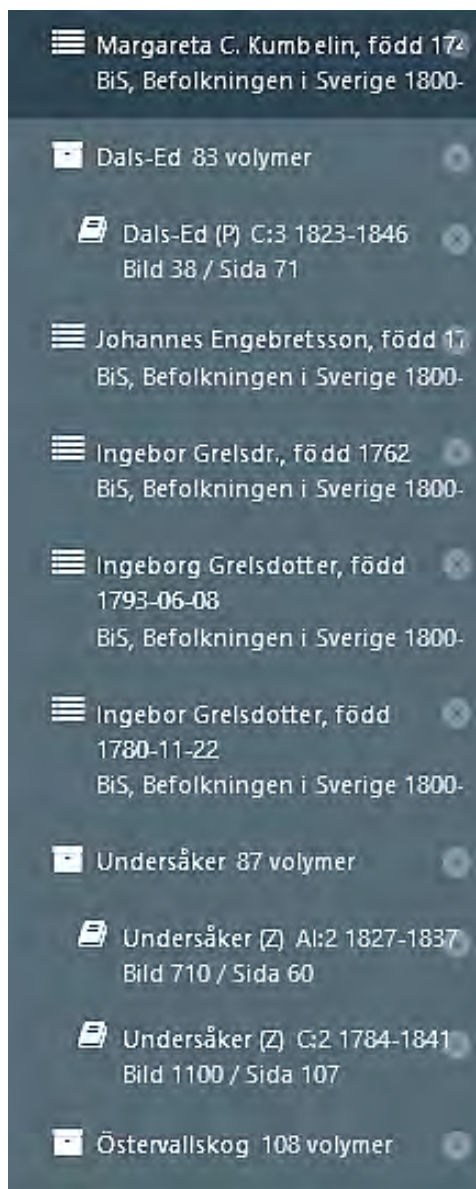 Margareta C. Kumbelin, född 174
BiS, Befolkningen i Sverige 1800-
Dals-Ed 83 volymer
Dals-Ed (P) C:3 1823-1846
Bild 38 / Sida 71
Johannes Engebretsson, född 17
BiS, Befolkningen i Sverige 1800-
Ingebor Grelsdr., född 1762
BiS, Befolkningen i Sverige 1800-
Ingeborg Grelsdotter, född
1793-06-08
BiS, Befolkningen i Sverige 1800-
Ingebor Grelsdotter, född
1780-11-22
BiS, Befolkningen i Sverige 1800-
Undersåker 87 volymer
Undersåker (Z) AI:2 1827-1837
Bild 710 / Sida 60
Undersåker (Z) C:2 1784-1841
Bild 1100 / Sida 107
Östervallskog 108 volymer